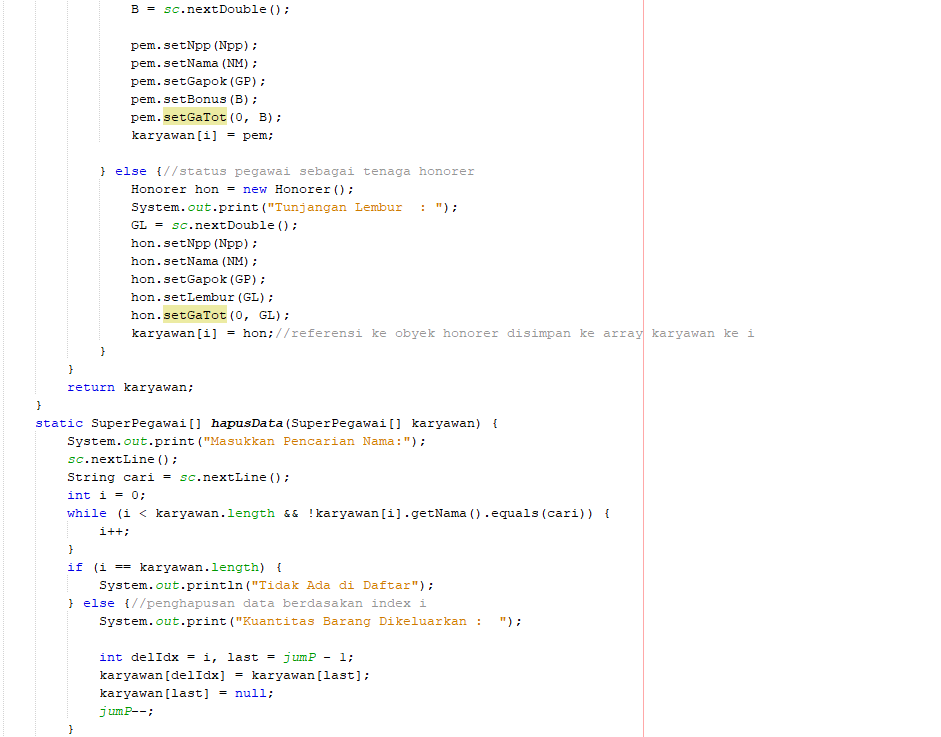 B = sc.nextDouble();
pem.setNpp(Npp);
pem.setNama(NM);
pem.setGapok(GP);
pem.setBonus(B);
pem.setGaTot(0, B);
karyawan[i] = pem;
} else {//status pegawai sebagai tenaga honorer
Honorer hon = new Honorer();
System.out.print("Tunjangan Lembur  : ");
GL = sc.nextDouble();
hon.setNpp(Npp);
hon.setNama(NM);
hon.setGapok(GP);
hon.setLembur(GL);
hon.setGaTot(0, GL);
karyawan[i] = hon;//referensi ke obyek honorer disimpan ke array karyawan ke i
}
}
return karyawan;
}
static SuperPegawai[] hapusData(SuperPegawai[] karyawan) {
System.out.print("Masukkan Pencarian Nama:");
sc.nextLine();
String cari = sc.nextLine();
int i = 0;
while (i < karyawan.length && !karyawan[i].getNama().equals(cari)) {
i++;
}
if (i == karyawan.length) {
System.out.println("Tidak Ada di Daftar");
} else {//penghapusan data berdasakan index i
System.out.print("Kuantitas Barang Dikeluarkan :  ");
int delIdx = i, last = jumP - 1;
karyawan[delIdx] = karyawan[last];
karyawan[last] = null;
jumP--;
}